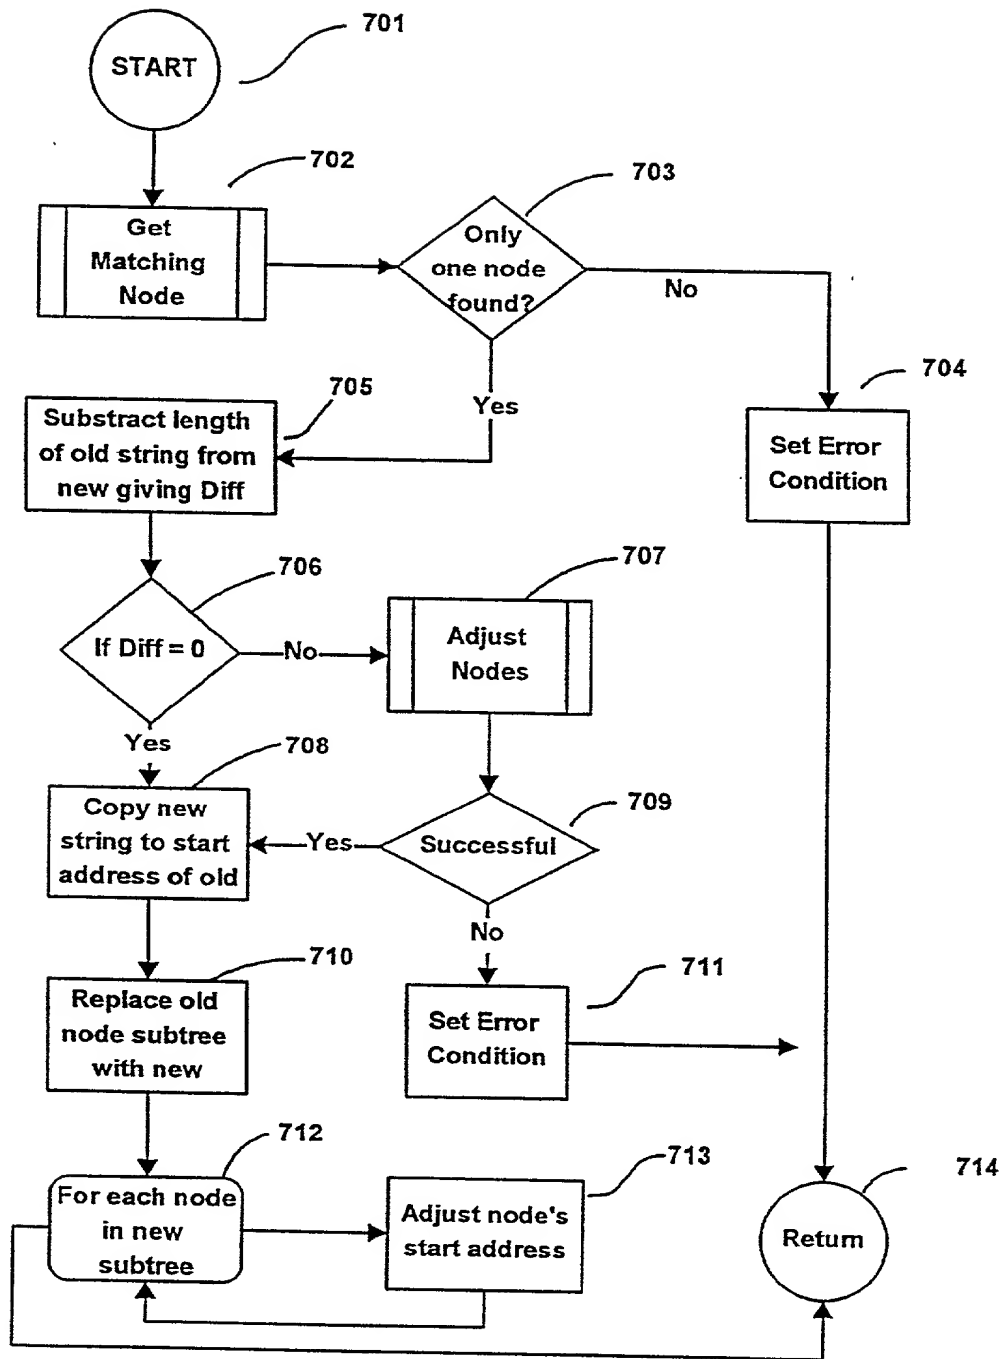 701
START
702
703
Get
Matching
Node
Only
one node
found?
No
704
705
Yes
Substract length
of old string from
new giving Diff
Set Error
Condition
706
707
If Diff = 0
No
Adjust
Nodes
Yes
708
709
Copy new
string to start
address of old
Yes
Successful
No
710
711
Replace old
node subtree
with new
Set Error
Condition
712
713
714
For each node
in new
subtree
Adjust node's
start address
Return